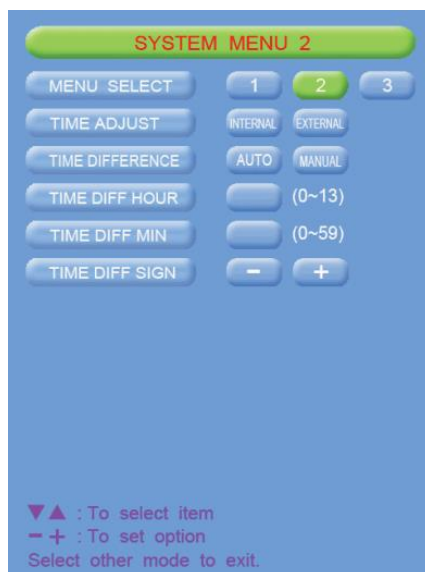 SYSTEM MENU 2
MENU SELECT 1 2 3
TIME ADJUST INTERNAL EXTERNAL
TIME DIFFERENCE AUTO MANUAL
TIME DIFF HOUR (0~13)
TIME DIFF MIN (0~59)
TIME DIFF SIGN − +
▼▲ : To select item
− + : To set option
Select other mode to exit.